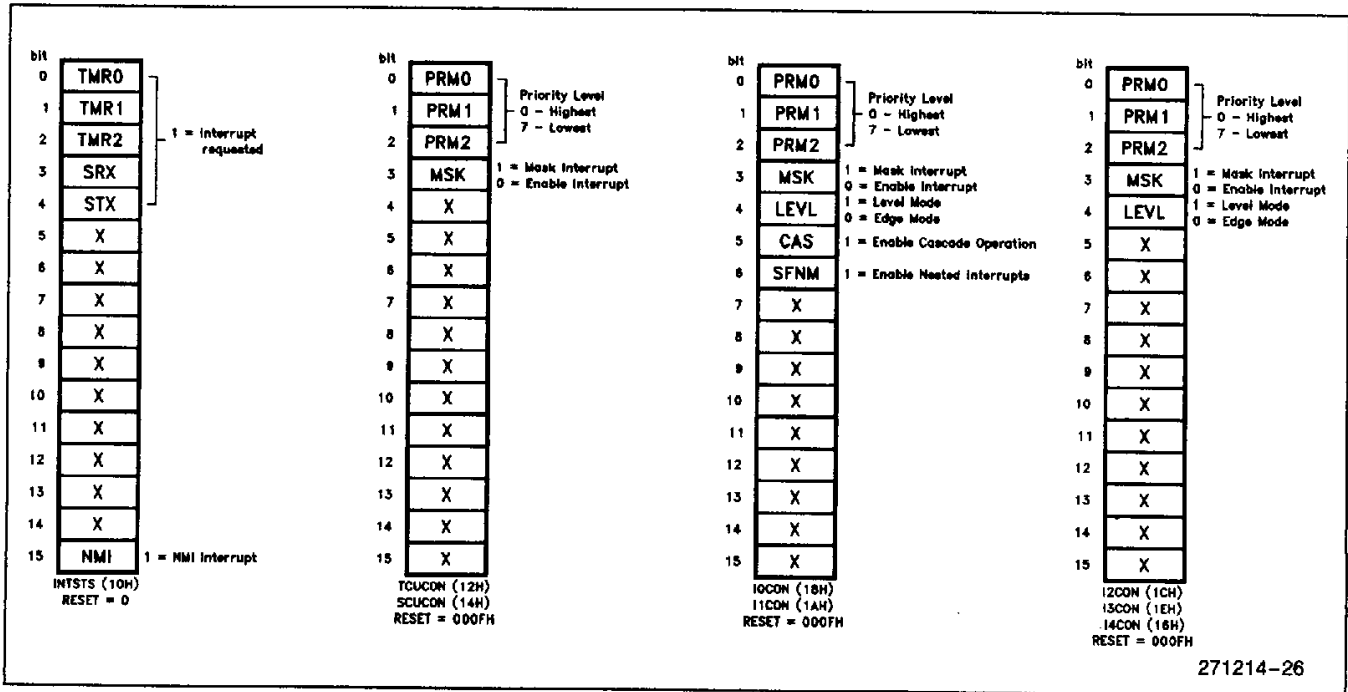 bit
0 TMR0
1 TMR1
2 TMR2
3 SRX
4 STX
5 X
6 X
7 X
8 X
9 X
10 X
11 X
12 X
13 X
14 X
15 NMI
1 = Interrupt
requested
1 = NMI Interrupt
INTSTS (10H)
RESET = 0
bit
0 PRM0
1 PRM1
2 PRM2
3 MSK
4 X
5 X
6 X
7 X
8 X
9 X
10 X
11 X
12 X
13 X
14 X
15 X
Priority Level
0 - Highest
7 - Lowest
1 = Mask Interrupt
0 = Enable Interrupt
TCUCON (12H)
SCUCON (14H)
RESET = 000FH
bit
0 PRM0
1 PRM1
2 PRM2
3 MSK
4 LEVL
5 CAS
6 SFNM
7 X
8 X
9 X
10 X
11 X
12 X
13 X
14 X
15 X
Priority Level
0 - Highest
7 - Lowest
1 = Mask Interrupt
0 = Enable Interrupt
1 = Level Mode
0 = Edge Mode
1 = Enable Cascade Operation
1 = Enable Nested Interrupts
I0CON (18H)
I1CON (1AH)
RESET = 000FH
bit
0 PRM0
1 PRM1
2 PRM2
3 MSK
4 LEVL
5 X
6 X
7 X
8 X
9 X
10 X
11 X
12 X
13 X
14 X
15 X
Priority Level
0 - Highest
7 - Lowest
1 = Mask Interrupt
0 = Enable Interrupt
1 = Level Mode
0 = Edge Mode
I2CON (1CH)
I3CON (1EH)
I4CON (16H)
RESET = 000FH
271214-26